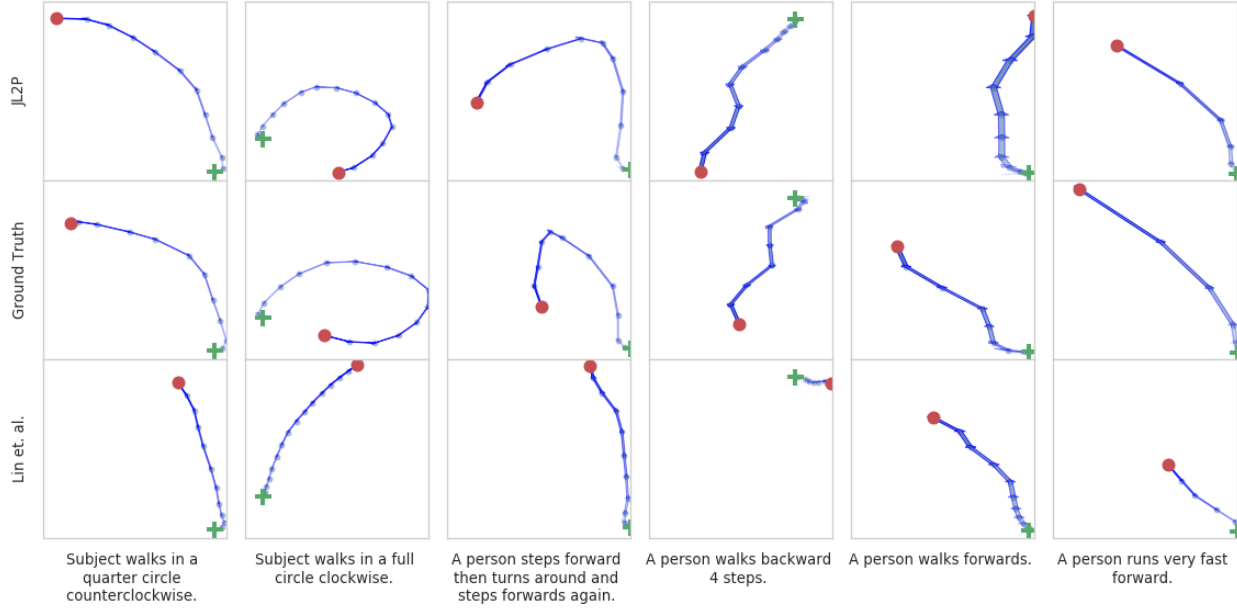 JL2P
Ground Truth
Lin et. al.
Subject walks in a
quarter circle
counterclockwise.
Subject walks in a full
circle clockwise.
A person steps forward
then turns around and
steps forwards again.
A person walks backward
4 steps.
A person walks forwards.
A person runs very fast
forward.